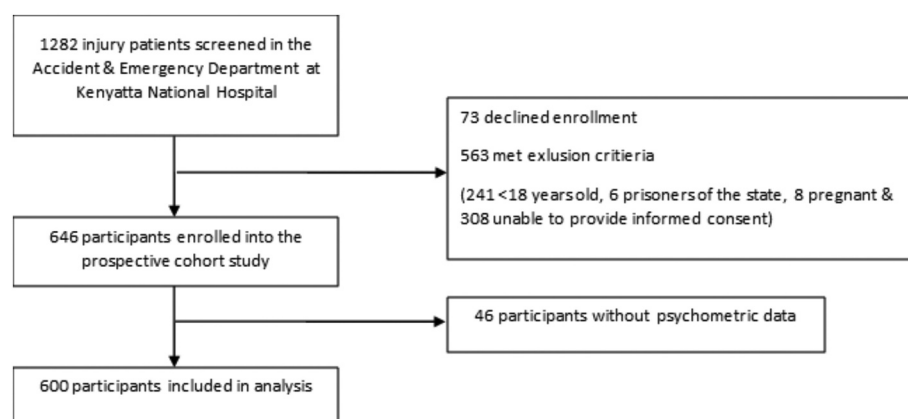 1282 injury patients screened in the
Accident & Emergency Department at
Kenyatta National Hospital
73 declined enrollment
563 met exlusion critieria
(241 <18 years old, 6 prisoners of the state, 8 pregnant &
308 unable to provide informed consent)
646 participants enrolled into the
prospective cohort study
46 participants without psychometric data
600 participants included in analysis